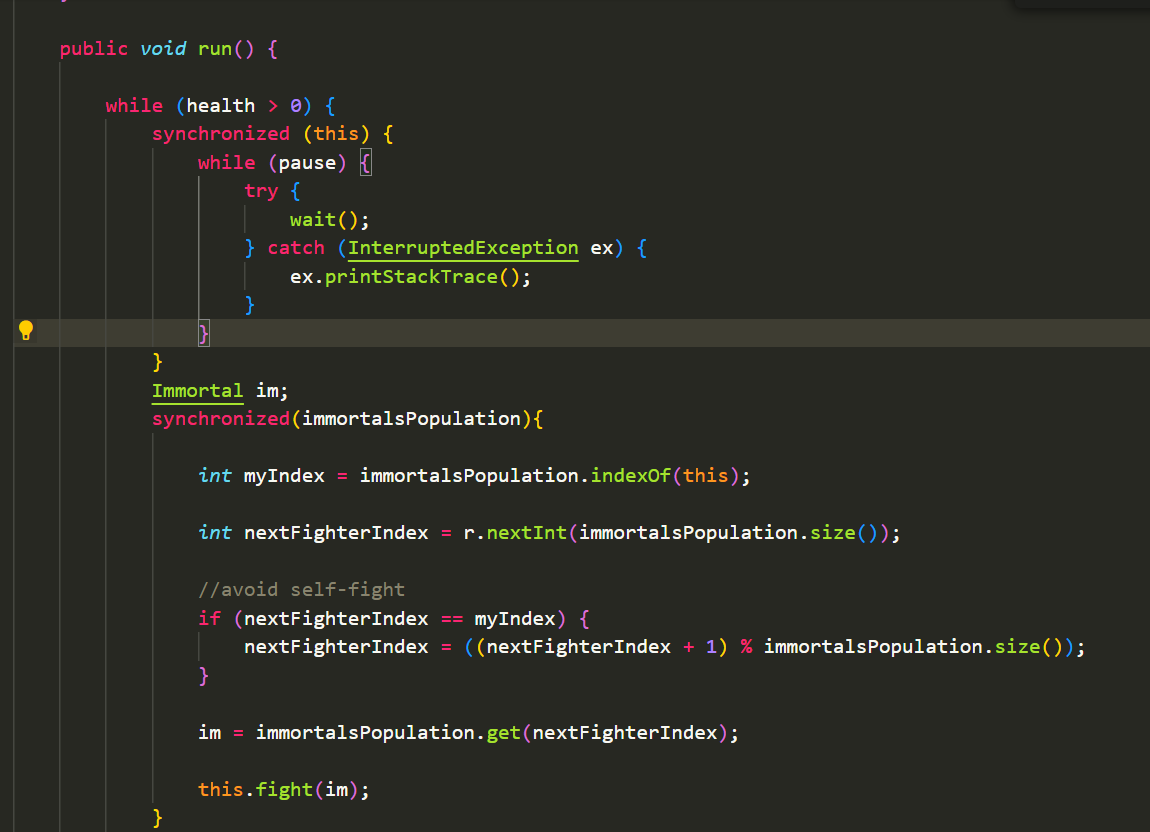 public void run() {
while (health > 0) {
synchronized (this) {
while (pause) {
try {
wait();
} catch (InterruptedException ex) {
ex.printStackTrace();
}
}
}
Immortal im;
synchronized(immortalsPopulation){
int myIndex = immortalsPopulation.indexOf(this);
int nextFighterIndex = r.nextInt(immortalsPopulation.size());
//avoid self-fight
if (nextFighterIndex == myIndex) {
nextFighterIndex = ((nextFighterIndex + 1) % immortalsPopulation.size());
}
im = immortalsPopulation.get(nextFighterIndex);
this.fight(im);
}